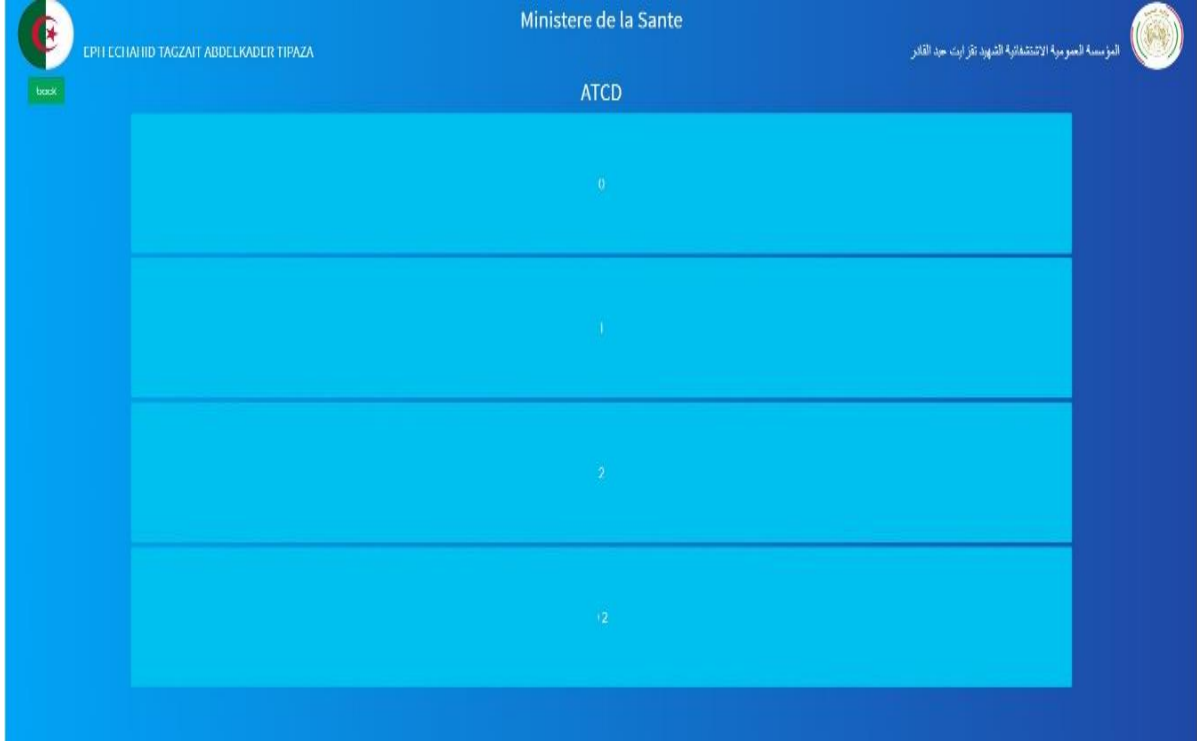 Ministere de la Sante
EPH ECHAHID TAGZAIT ABDELKADER TIPAZA
المؤسسة العمومية الاشتشفائية الشهيد تقزايت عبد القادر
back
ATCD
0
1
2
+2